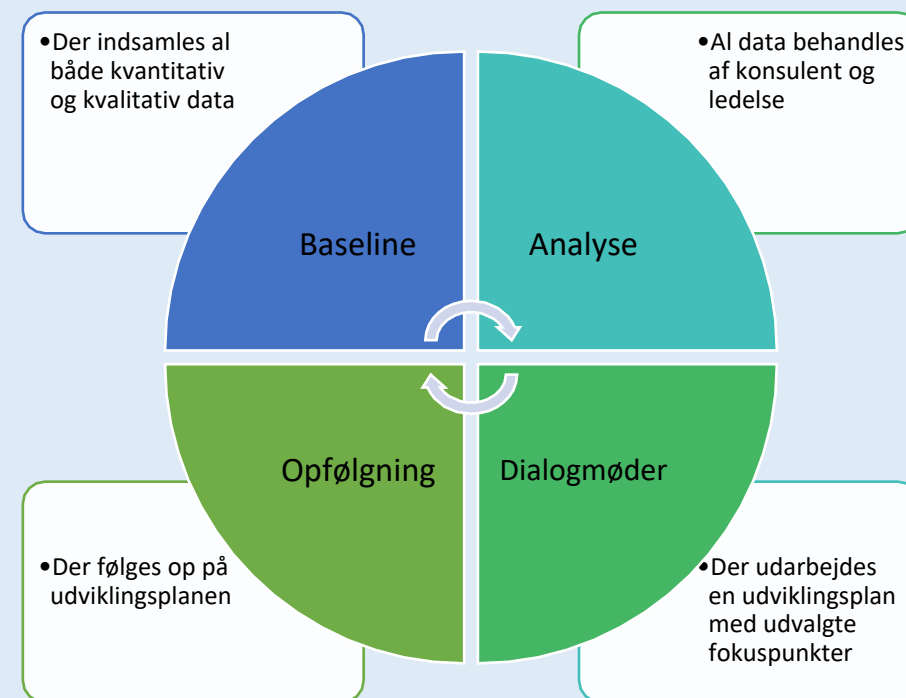 •Der indsamles al
både kvantitativ
og kvalitativ data
•Al data behandles
af konsulent og
ledelse
Baseline
Analyse
Opfølgning
Dialogmøder
•Der følges op på
udviklingsplanen
•Der udarbejdes
en udviklingsplan
med udvalgte
fokuspunkter